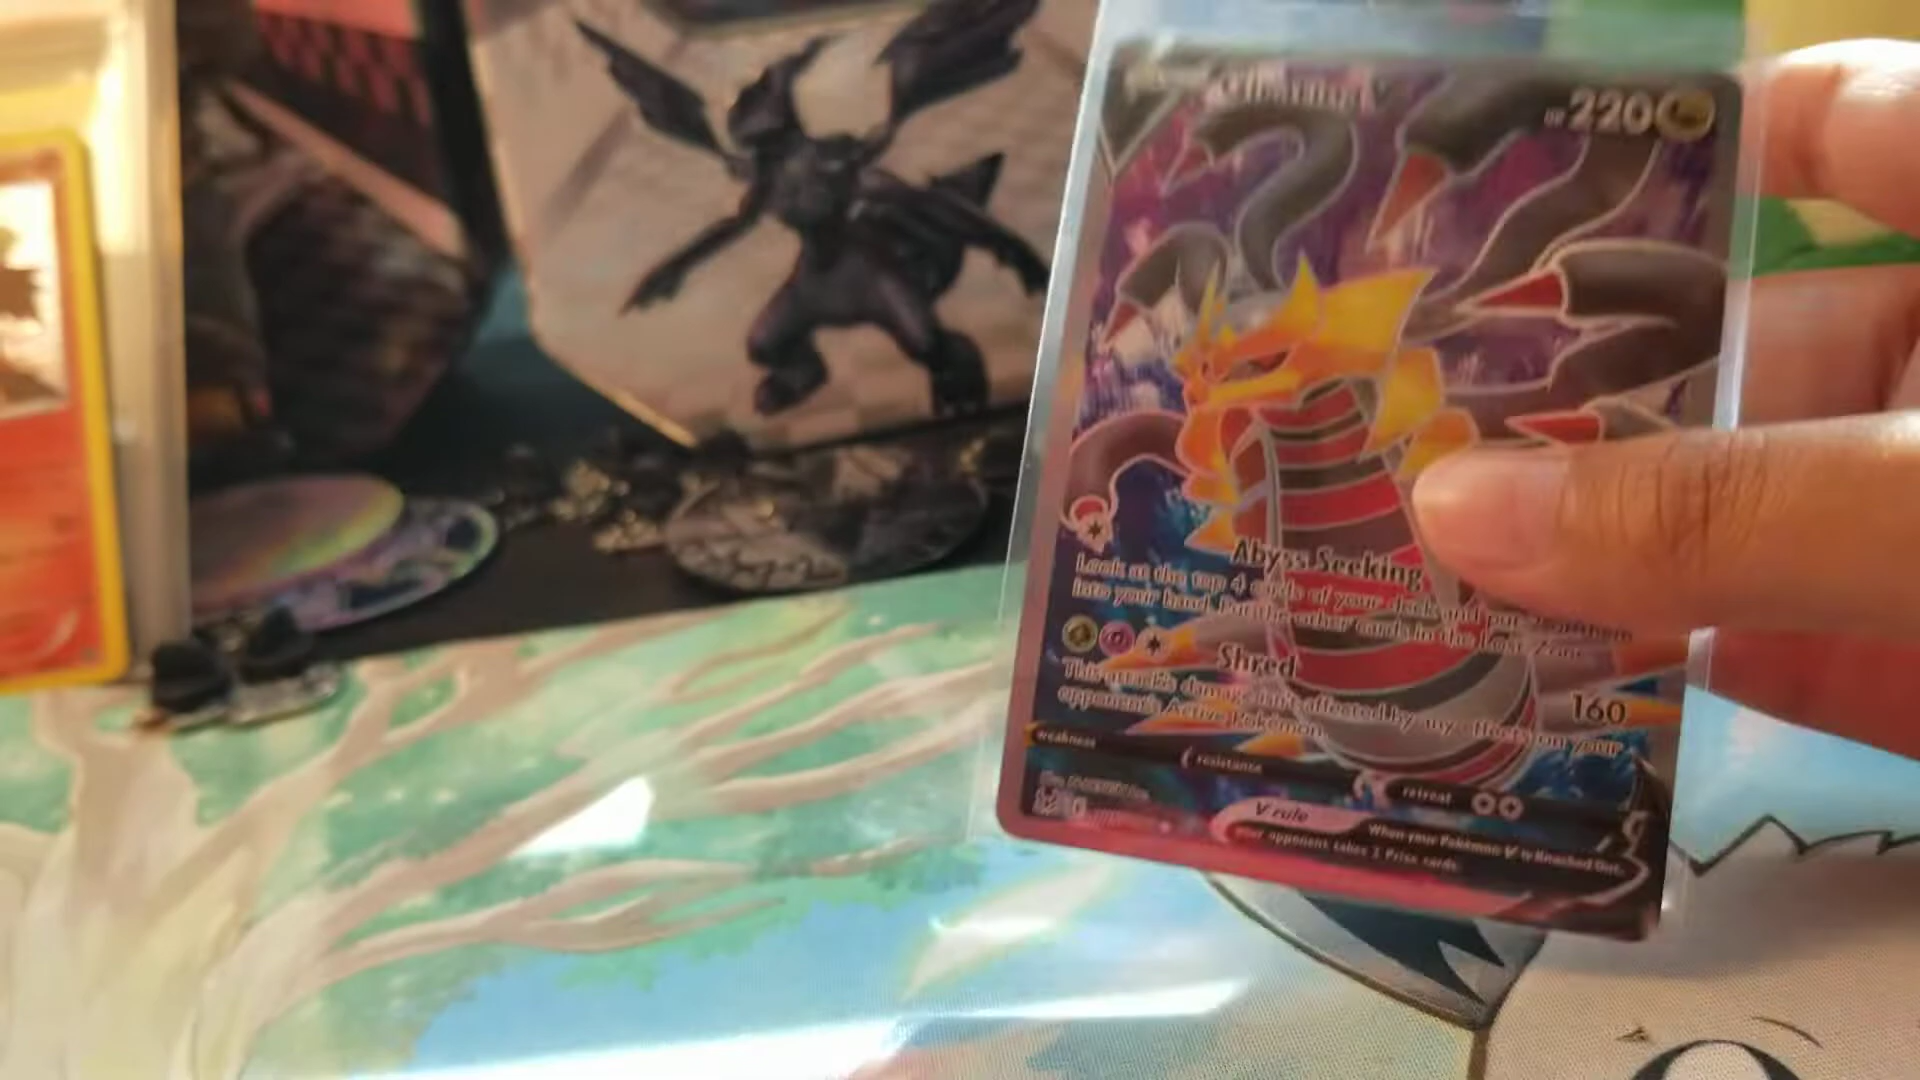 220
Abyss Seeking
Look at the top 4 cards of your deck and put
into your hand. Put the other cards in the Lost Zone.
Shred
160
This attack's damage isn't affected by any effects on your
opponent's Active Pokémon.
weakness
resistance
retreat
V rule
When your Pokémon V is Knocked Out,
your opponent takes 2 Prize cards.